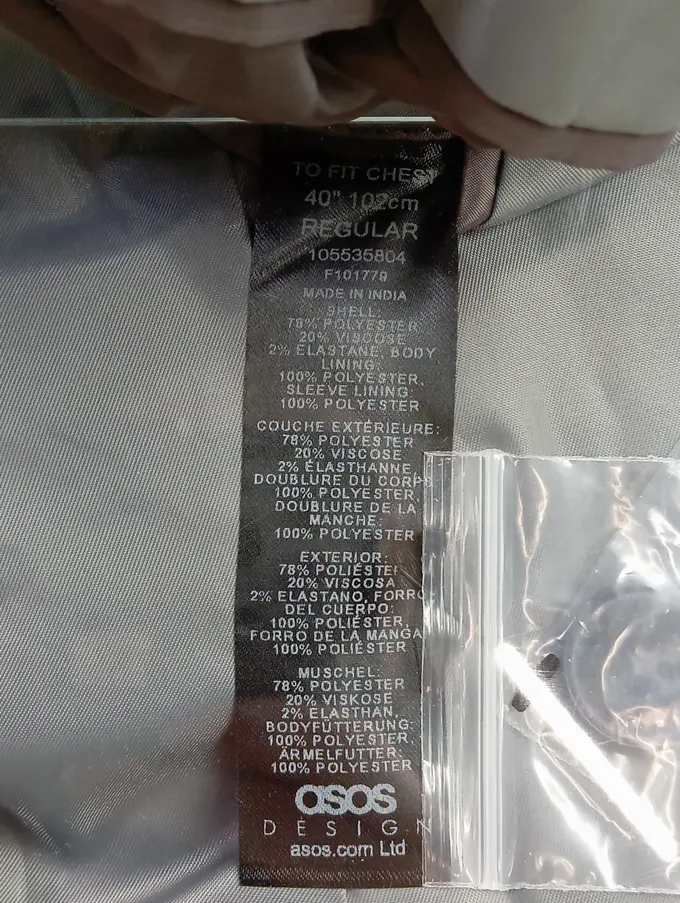 TO FIT CHEST
40" 102cm
REGULAR
105535804
F101779
MADE IN INDIA
SHELL:
78% POLYESTER
20% VISCOSE
2% ELASTANE, BODY
LINING:
100% POLYESTER,
SLEEVE LINING:
100% POLYESTER
COUCHE EXTÉRIEURE:
78% POLYESTER
20% VISCOSE
2% ÉLASTHANNE,
DOUBLURE DU CORPS
100% POLYESTER,
DOUBLURE DE LA
MANCHE:
100% POLYESTER
EXTERIOR:
78% POLIÉSTER
20% VISCOSA
2% ELASTANO, FORRO
DEL CUERPO:
100% POLIÉSTER,
FORRO DE LA MANGA
100% POLIÉSTER
MUSCHEL:
78% POLYESTER
20% VISKOSE
2% ELASTHAN,
BODYFÜTTERUNG:
100% POLYESTER,
ÄRMELFUTTER:
100% POLYESTER
asos
DESIGN
asos.com Ltd